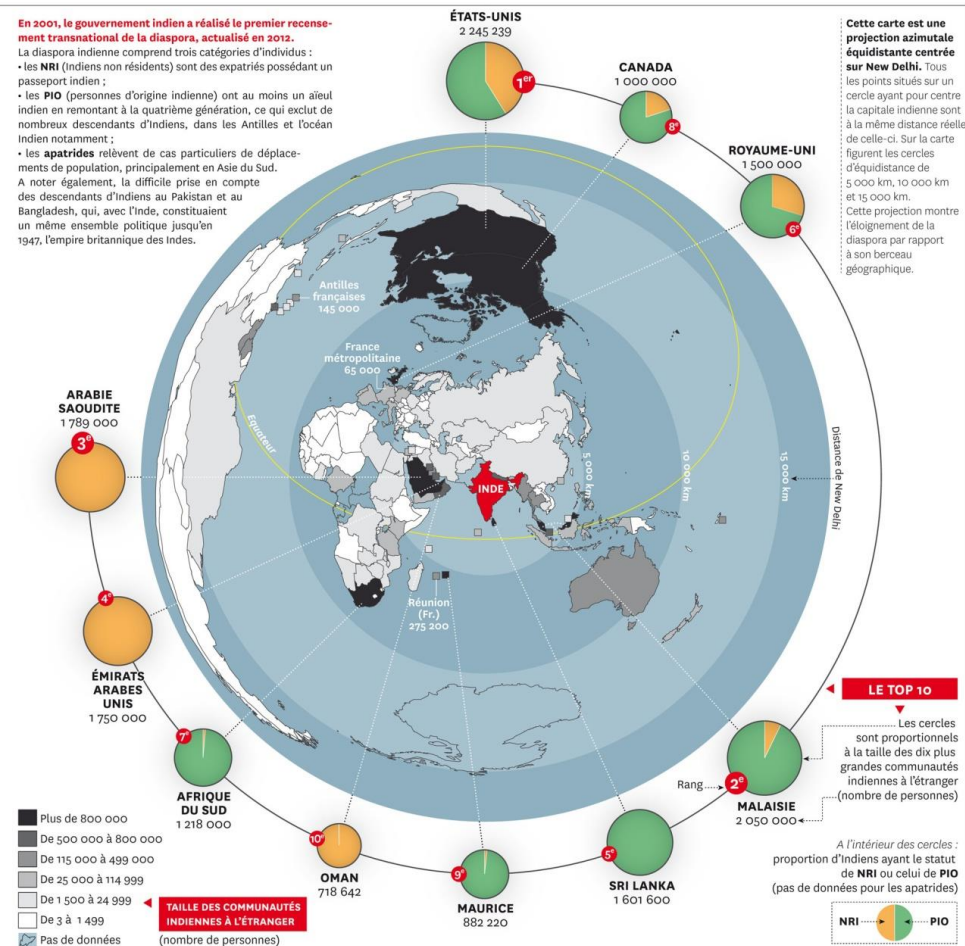 En 2001, le gouvernement indien a réalisé le premier recense-
ment transnational de la diaspora, actualisé en 2012.
La diaspora indienne comprend trois catégories d'individus :
• les NRI (Indiens non résidents) sont des expatriés possédant un
passeport indien ;
• les PIO (personnes d'origine indienne) ont au moins un aïeul
indien en remontant à la quatrième génération, ce qui exclut de
nombreux descendants d'Indiens, dans les Antilles et l'océan
Indien notamment ;
• les apatrides relèvent de cas particuliers de déplace-
ments de population, principalement en Asie du Sud.
A noter également, la difficile prise en compte
des descendants d'Indiens au Pakistan et au
Bangladesh, qui, avec l'Inde, constituaient
un même ensemble politique jusqu'en
1947, l'empire britannique des Indes.
ÉTATS-UNIS
2 245 239
1er
CANADA
1 000 000
8e
ROYAUME-UNI
1 500 000
6e
Cette carte est une
projection azimutale
équidistante centrée
sur New Delhi. Tous
les points situés sur un
cercle ayant pour centre
la capitale indienne sont
à la même distance réelle
de celle-ci. Sur la carte
figurent les cercles
d'équidistance de
5 000 km, 10 000 km
et 15 000 km.
Cette projection montre
l'éloignement de la
diaspora par rapport
à son berceau
géographique.
Antilles
françaises
145 000
France
métropolitaine
65 000
Equateur
INDE
5 000 km
10 000 km
15 000 km
Distance de New Delhi
Réunion
(Fr.)
275 200
ARABIE
SAOUDITE
1 789 000
3e
4e
ÉMIRATS
ARABES
UNIS
1 750 000
7e
AFRIQUE
DU SUD
1 218 000
10e
OMAN
718 642
9e
MAURICE
882 220
5e
SRI LANKA
1 601 600
Rang
2e
MALAISIE
2 050 000
LE TOP 10
Les cercles
sont proportionnels
à la taille des dix plus
grandes communautés
indiennes à l'étranger
(nombre de personnes)
A l'intérieur des cercles :
proportion d'Indiens ayant le statut
de NRI ou celui de PIO
(pas de données pour les apatrides)
NRI
PIO
Plus de 800 000
De 500 000 à 800 000
De 115 000 à 499 000
De 25 000 à 114 999
De 1 500 à 24 999
De 3 à 1 499
Pas de données
TAILLE DES COMMUNAUTÉS
INDIENNES À L'ÉTRANGER
(nombre de personnes)